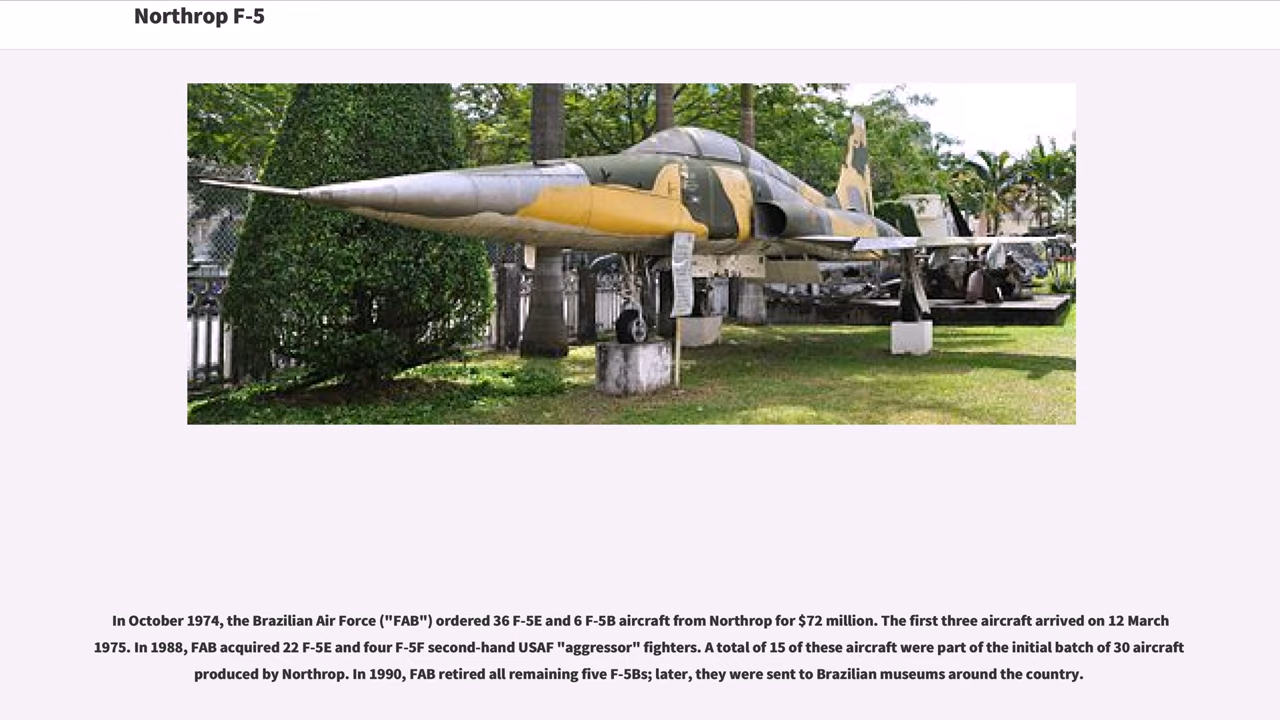 Northrop F-5
In October 1974, the Brazilian Air Force ("FAB") ordered 36 F-5E and 6 F-5B aircraft from Northrop for $72 million. The first three aircraft arrived on 12 March
1975. In 1988, FAB acquired 22 F-5E and four F-5F second-hand USAF "aggressor" fighters. A total of 15 of these aircraft were part of the initial batch of 30 aircraft
produced by Northrop. In 1990, FAB retired all remaining five F-5Bs; later, they were sent to Brazilian museums around the country.